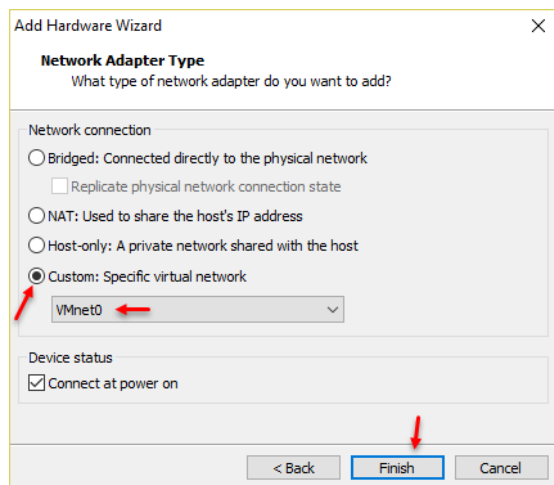 Add Hardware Wizard
Network Adapter Type
What type of network adapter do you want to add?
Network connection
Bridged: Connected directly to the physical network
Replicate physical network connection state
NAT: Used to share the host's IP address
Host-only: A private network shared with the host
Custom: Specific virtual network
VMnet0
Device status
Connect at power on
< Back Finish Cancel